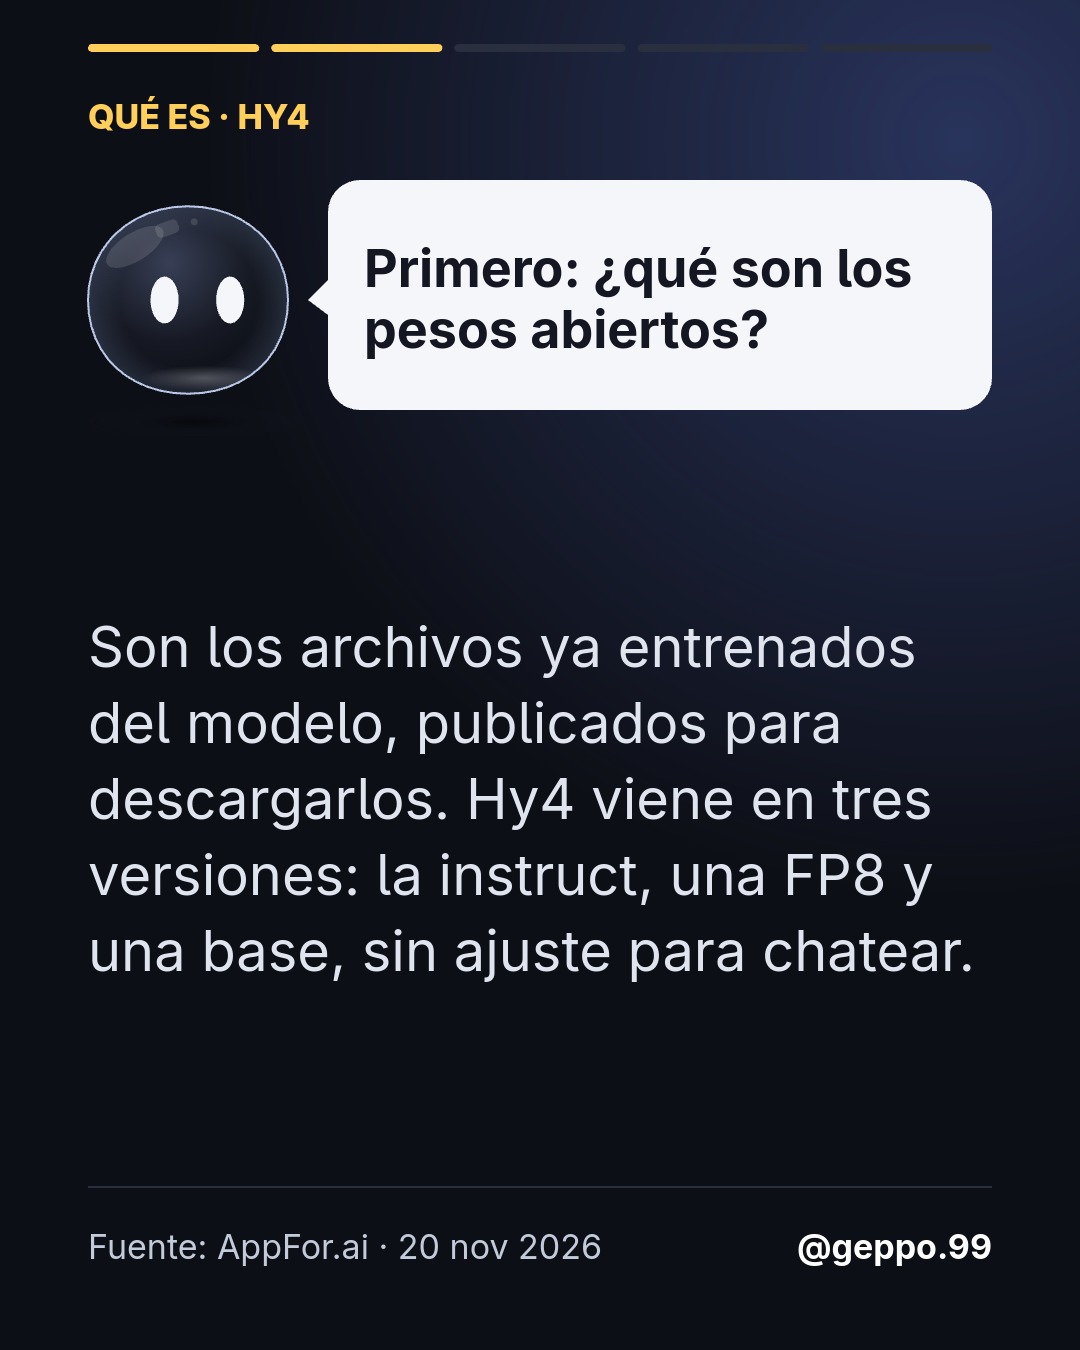 QUÉ ES · HY4
Primero: ¿qué son los
pesos abiertos?
Son los archivos ya entrenados
del modelo, publicados para
descargarlos. Hy4 viene en tres
versiones: la instruct, una FP8 y
una base, sin ajuste para chatear.
Fuente: AppFor.ai · 20 nov 2026
@geppo.99